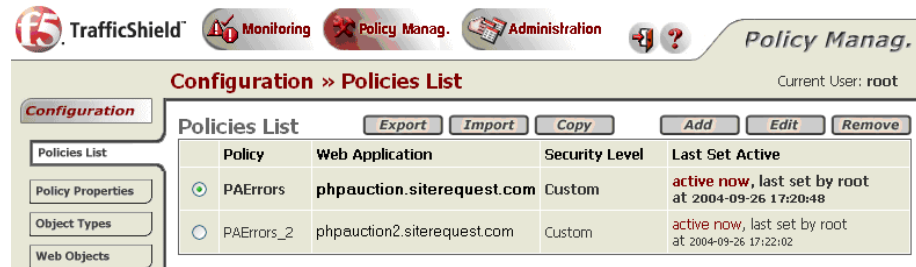 f5 TrafficShield™ Monitoring Policy Manag. Administration ? Policy Manag.
Configuration » Policies List Current User: root
Configuration
Policies List
Policy Properties
Object Types
Web Objects
Policies List Export Import Copy Add Edit Remove
Policy Web Application Security Level Last Set Active
PAErrors phpauction.siterequest.com Custom active now, last set by root
at 2004-09-26 17:20:48
PAErrors_2 phpauction2.siterequest.com Custom active now, last set by root
at 2004-09-26 17:22:02